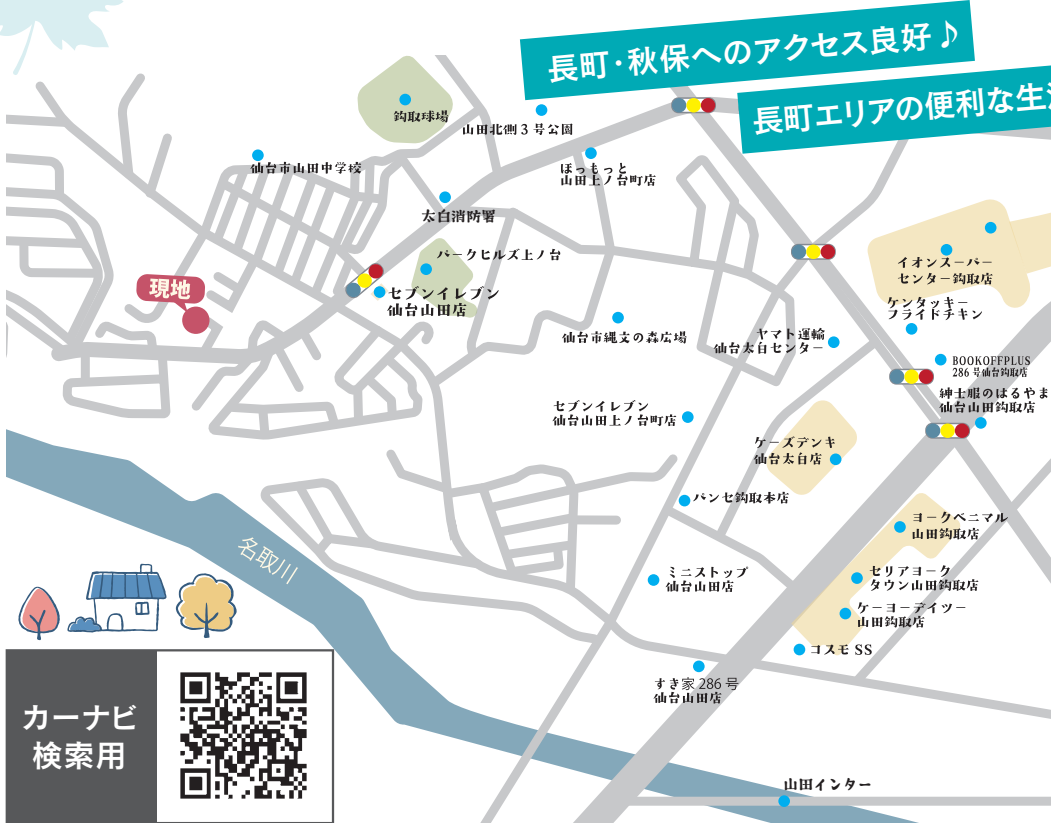 長町・秋保へのアクセス良好♪
長町エリアの便利な生
鈎取球場
山田北側３号公園
仙台市山田中学校
ほっもっと
山田上ノ台町店
太白消防署
パークヒルズ上ノ台
セブンイレブン
仙台山田店
現地
イオンスーパー
センター鈎取店
ケンタッキー
フライドチキン
仙台市縄文の森広場
ヤマト運輸
仙台太白センター
BOOKOFFPLUS
286号仙台鈎取店
紳士服のはるやま
仙台山田鈎取店
セブンイレブン
仙台山田上ノ台町店
ケーズデンキ
仙台太白店
パンセ鈎取本店
ヨークベニマル
山田鈎取店
ミニストップ
仙台山田店
セリアヨーク
タウン山田鈎取店
ケーヨーデイツー
山田鈎取店
コスモ SS
すき家 286 号
仙台山田店
名取川
カーナビ
検索用
山田インター